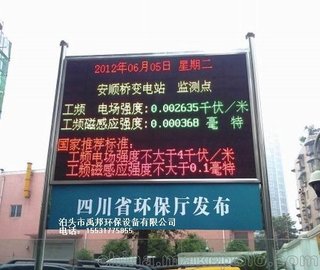 2012年06月05日 星期二
安顺桥变电站 监测点
工频 电场强度:0.002635千伏/米
工频磁感应强度:0.000368 毫特
国家推荐标准:
工频 电场强度不大于4千伏/米
工频磁感应强度不大于0.1毫特
四川省环保厅发布
泊头市禹邦环保设备有限公司
电话:15531775955